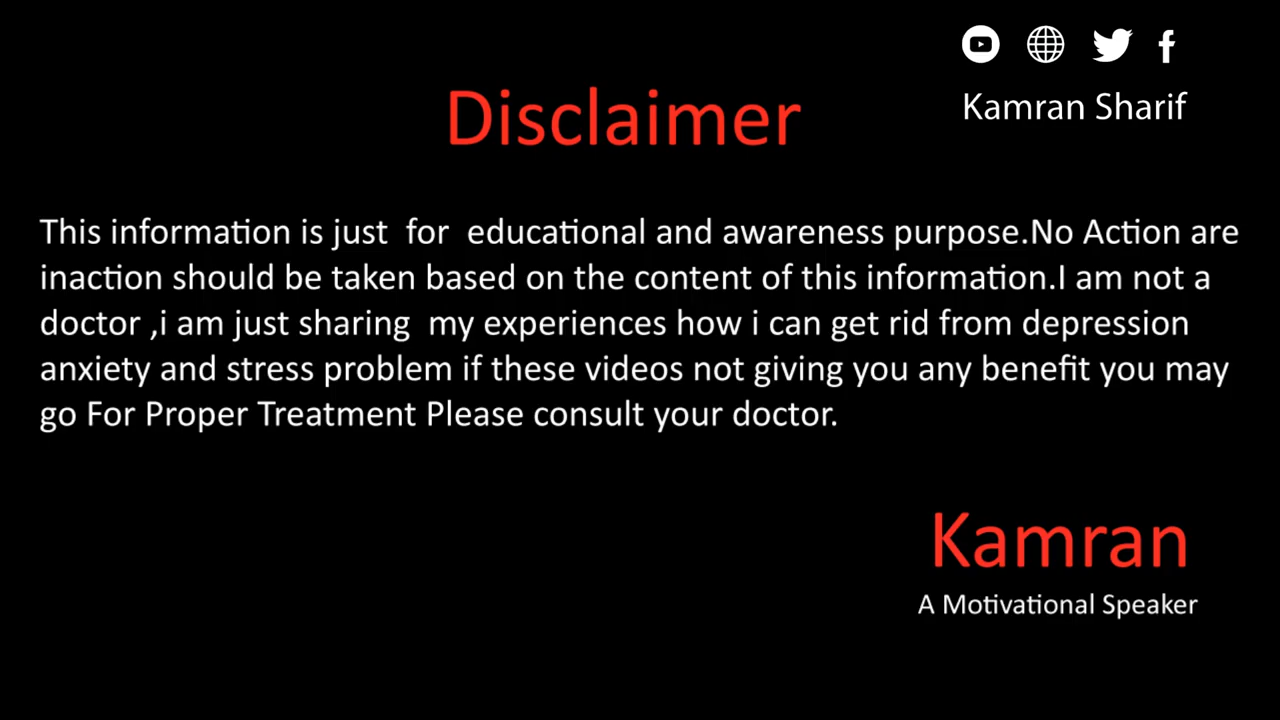 Kamran Sharif
Disclaimer
This information is just for educational and awareness purpose.No Action are
inaction should be taken based on the content of this information.I am not a
doctor ,i am just sharing my experiences how i can get rid from depression
anxiety and stress problem if these videos not giving you any benefit you may
go For Proper Treatment Please consult your doctor.
Kamran
A Motivational Speaker